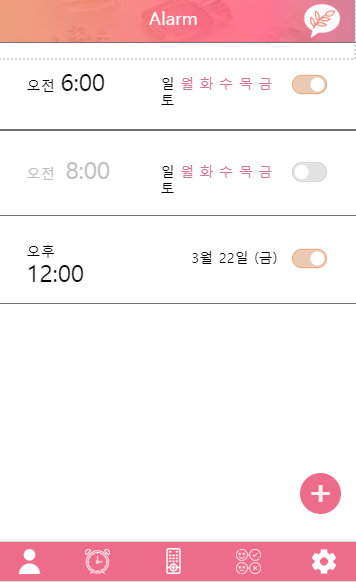 Alarm
오전 6:00
일 월 화 수 목 금
토
오전 8:00
일 월 화 수 목 금
토
오후
12:00
3월 22일 (금)